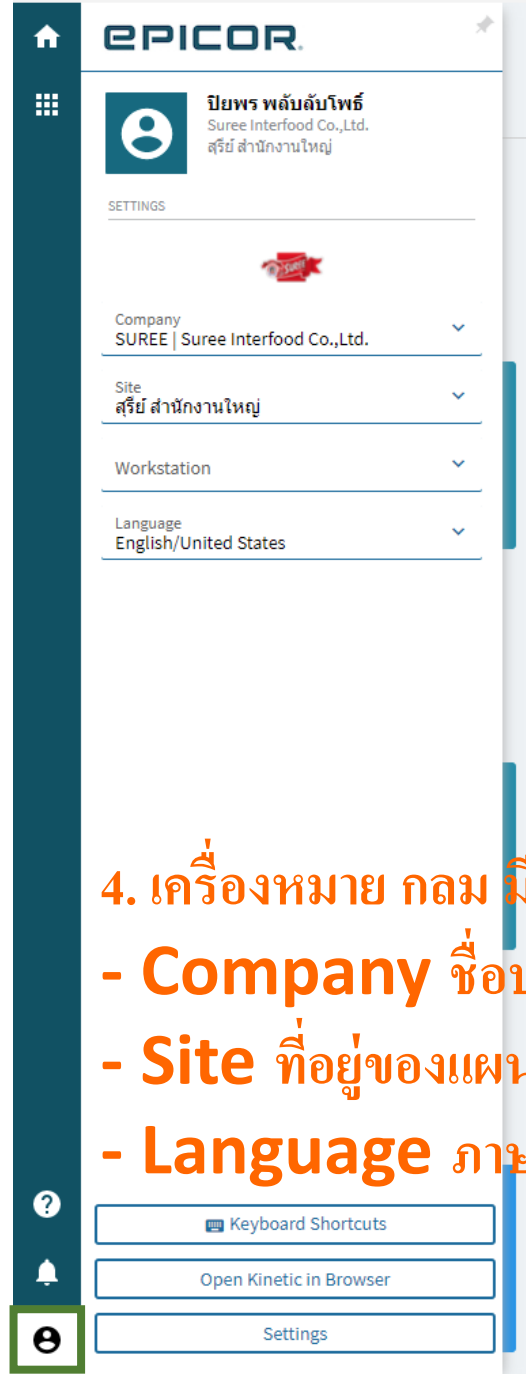 EPICOR
ปิยพร พลับลับโพธิ์
Suree Interfood Co.,Ltd.
สุรีย์ สำนักงานใหญ่
SETTINGS
SUREE
Company
SUREE | Suree Interfood Co.,Ltd.
Site
สุรีย์ สำนักงานใหญ่
Workstation
Language
English/United States
4. เครื่องหมาย กลม
- Company
- Site ที่อยู่ของ
- Language
Keyboard Shortcuts
Open Kinetic in Browser
Settings